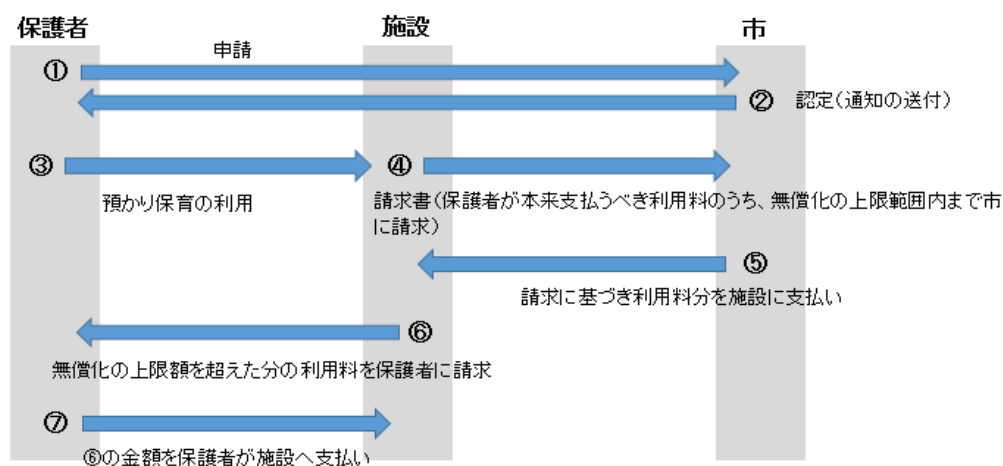 保護者 施設 市
申請
①
② 認定(通知の送付)
③ ④
預かり保育の利用
請求書(保護者が本来支払うべき利用料のうち、無償化の上限範囲内まで市
に請求)
⑤
請求に基づき利用料分を施設に支払い
⑥
無償化の上限額を超えた分の利用料を保護者に請求
⑦
⑥の金額を保護者が施設へ支払い